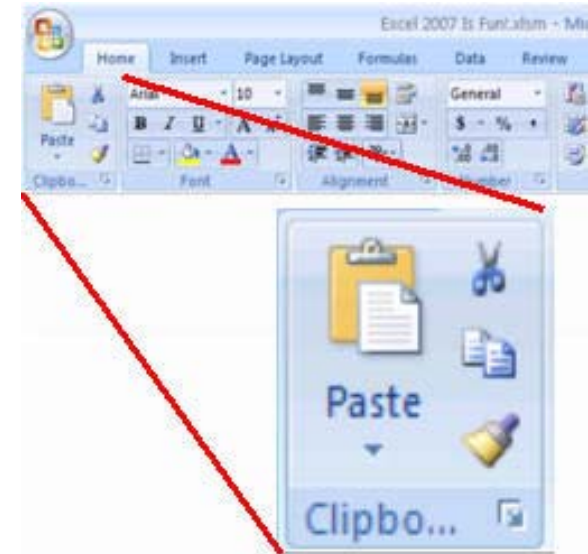 Excel 2007 Is Fun!.xlsm - Mi
Home Insert Page Layout Formulas Data Review
Arial 10 General
Paste B I U A A $ %
A
Clipbo... Font Alignment Number
Paste
Clipbo...